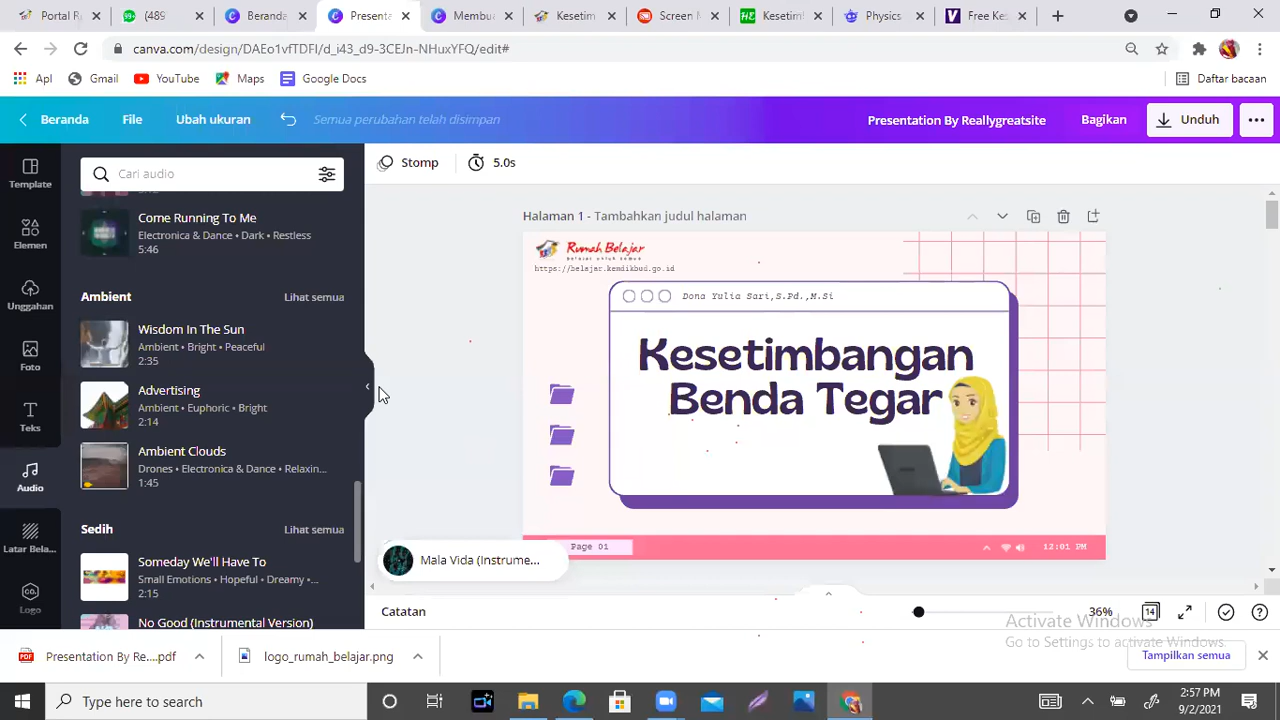 Portal R
(489
Beranda
Presenta
Membua
Kesetim
Screen M
Kesetimb
Physics
Free Kes
canva.com/design/DAEo1vfTDFI/d_i43_d9-3CEJn-NHuxYFQ/edit#
Apl
Gmail
YouTube
Maps
Google Docs
Daftar bacaan
Beranda
File
Ubah ukuran
Semua perubahan telah disimpan
Presentation By Reallygreatsite
Bagikan
Unduh
Template
Elemen
Unggahan
Foto
Teks
Audio
Latar Bela...
Logo
Cari audio
Come Running To Me
Electronica & Dance • Dark • Restless
5:46
Ambient
Lihat semua
Wisdom In The Sun
Ambient • Bright • Peaceful
2:35
Advertising
Ambient • Euphoric • Bright
2:14
Ambient Clouds
Drones • Electronica & Dance • Relaxin...
1:45
Sedih
Lihat semua
Someday We'll Have To
Small Emotions • Hopeful • Dreamy •...
2:15
No Good (Instrumental Version)
Stomp
5.0s
Halaman 1 - Tambahkan judul halaman
Rumah Belajar
Belajar untuk semua
https://belajar.kemdikbud.go.id
Dona Yulia Sari,S.Pd.,M.Si
Kesetimbangan
Benda Tegar
Page 01
12:01 PM
Mala Vida (Instrume...
Catatan
36%
14
Activate Windows
Go to Settings to activate Windows.
Presentation By Re....pdf
logo_rumah_belajar.png
Tampilkan semua
Type here to search
2:57 PM
9/2/2021